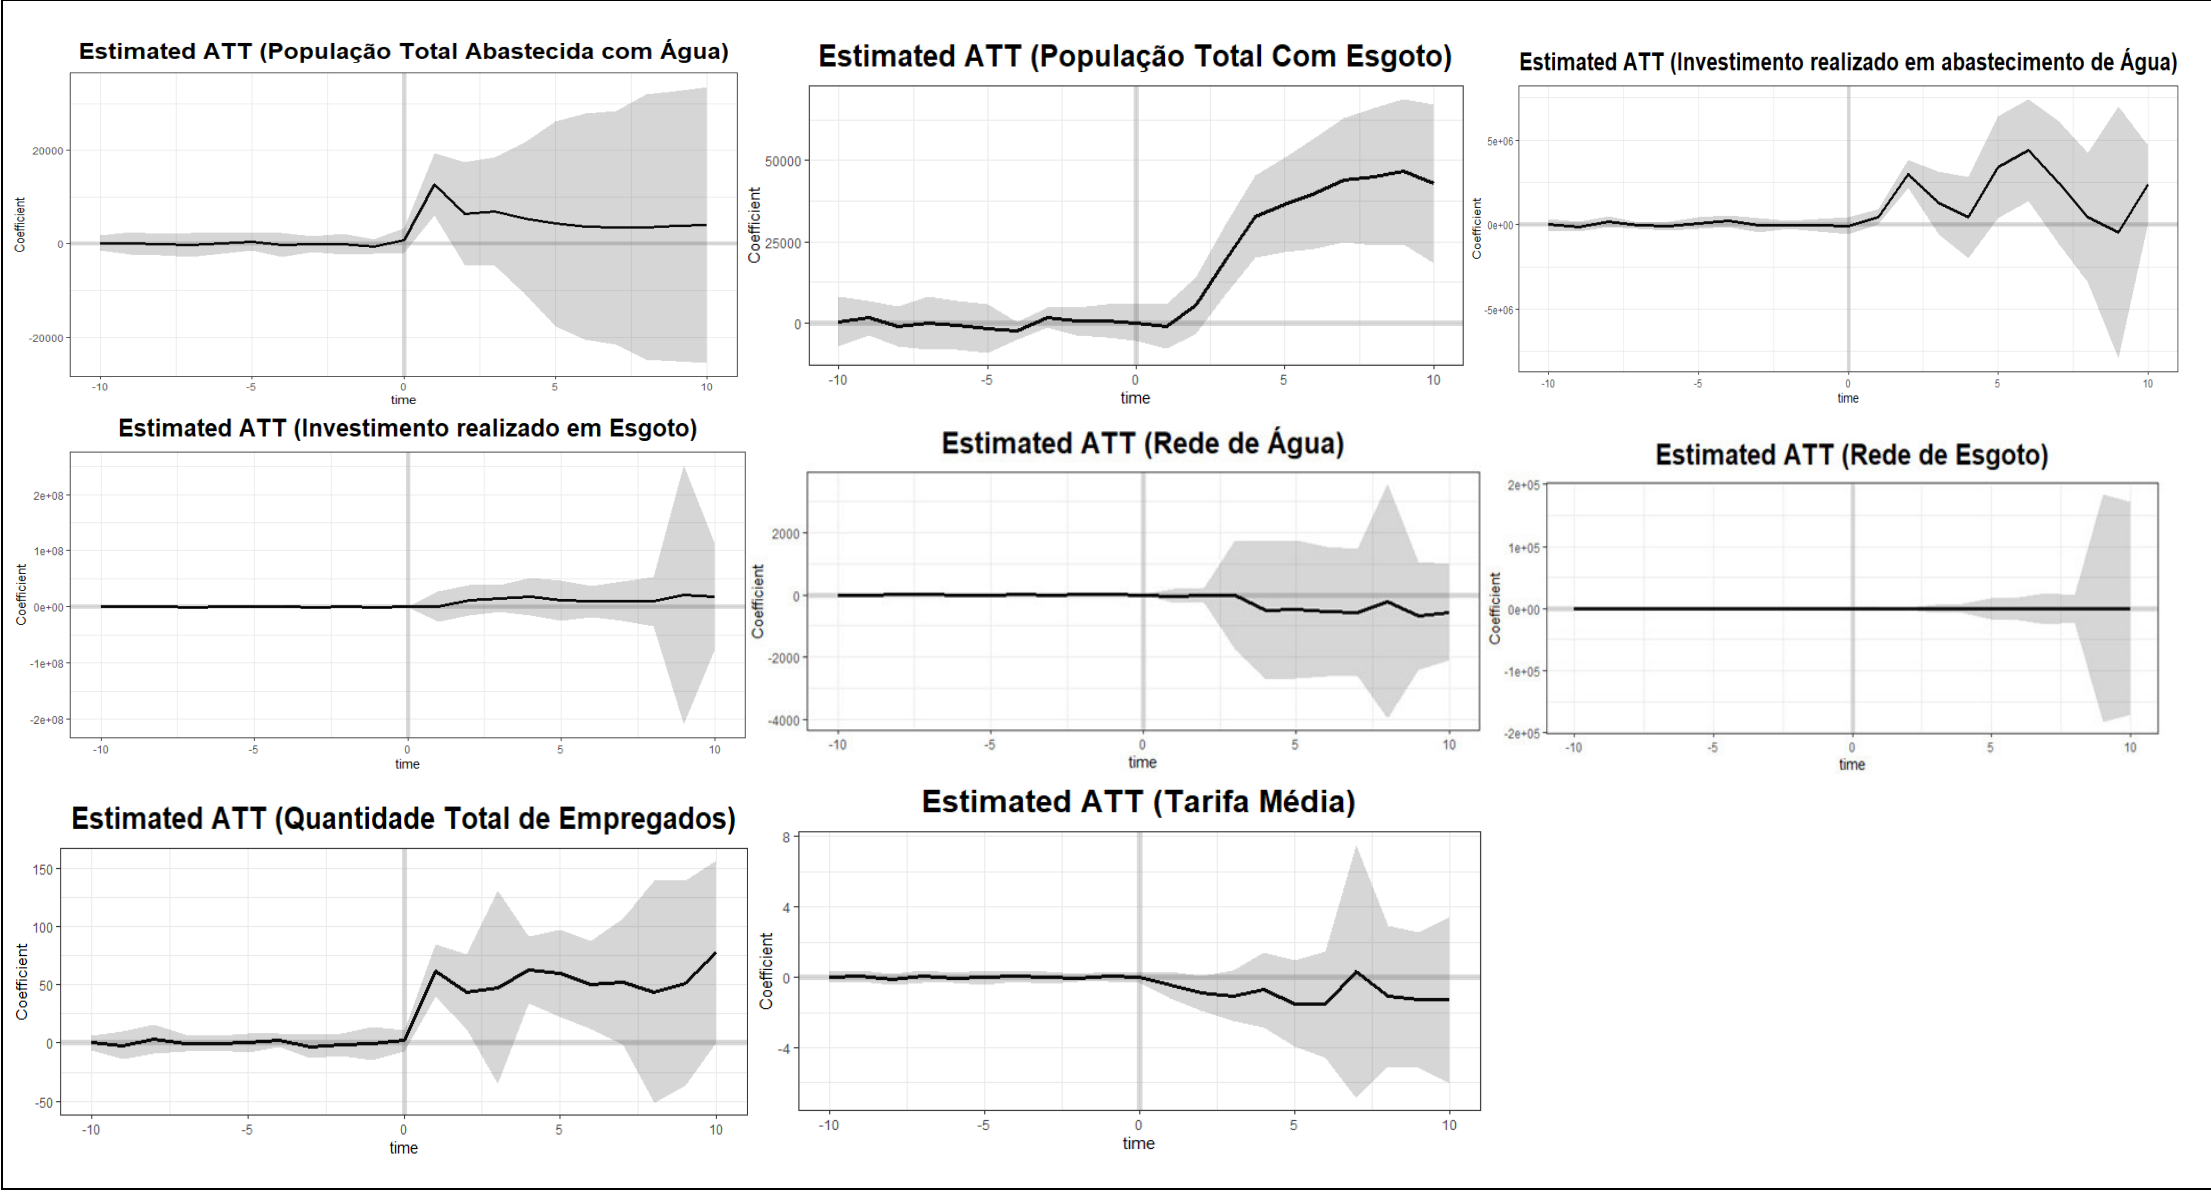 Estimated ATT (População Total Abastecida com Água)
Coefficient
20000
0
-20000
-10 -5 0 5 10
time
Estimated ATT (População Total Com Esgoto)
Coefficient
50000
25000
0
-10 -5 0 5 10
time
Estimated ATT (Investimento realizado em abastecimento de Água)
Coefficient
5e+06
0e+00
-5e+06
-10 -5 0 5 10
time
Estimated ATT (Investimento realizado em Esgoto)
Coefficient
2e+08
1e+08
0e+00
-1e+08
-2e+08
-10 -5 0 5 10
time
Estimated ATT (Rede de Água)
Coefficient
2000
0
-2000
-4000
-10 -5 0 5 10
time
Estimated ATT (Rede de Esgoto)
Coefficient
2e+05
1e+05
0e+00
-1e+05
-2e+05
-10 -5 0 5 10
time
Estimated ATT (Quantidade Total de Empregados)
Coefficient
150
100
50
0
-50
-10 -5 0 5 10
time
Estimated ATT (Tarifa Média)
Coefficient
8
4
0
-4
-10 -5 0 5 10
time